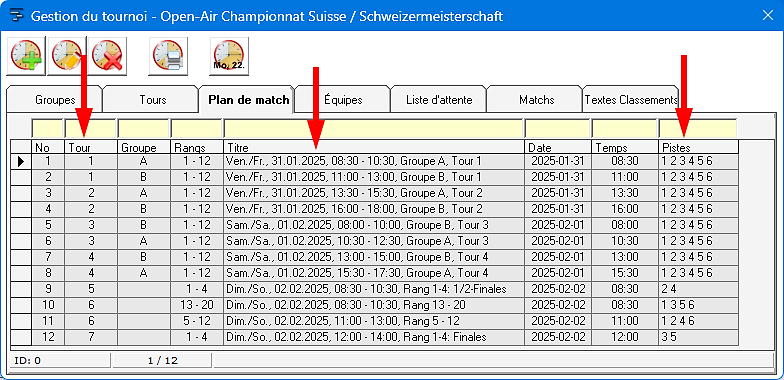 Gestion du tournoi - Open-Air Championnat Suisse / Schweizermeisterschaft
Mo, 22.
Groupes Tours Plan de match Équipes Liste d'attente Matchs Textes Classements
No Tour Groupe Rangs Titre Date Temps Pistes
1 1 A 1 - 12 Ven./Fr., 31.01.2025, 08:30 - 10:30, Groupe A, Tour 1 2025-01-31 08:30 1 2 3 4 5 6
2 1 B 1 - 12 Ven./Fr., 31.01.2025, 11:00 - 13:00, Groupe B, Tour 1 2025-01-31 11:00 1 2 3 4 5 6
3 2 A 1 - 12 Ven./Fr., 31.01.2025, 13:30 - 15:30, Groupe A, Tour 2 2025-01-31 13:30 1 2 3 4 5 6
4 2 B 1 - 12 Ven./Fr., 31.01.2025, 16:00 - 18:00, Groupe B, Tour 2 2025-01-31 16:00 1 2 3 4 5 6
5 3 B 1 - 12 Sam./Sa., 01.02.2025, 08:00 - 10:00, Groupe B, Tour 3 2025-02-01 08:00 1 2 3 4 5 6
6 3 A 1 - 12 Sam./Sa., 01.02.2025, 10:30 - 12:30, Groupe A, Tour 3 2025-02-01 10:30 1 2 3 4 5 6
7 4 B 1 - 12 Sam./Sa., 01.02.2025, 13:00 - 15:00, Groupe B, Tour 4 2025-02-01 13:00 1 2 3 4 5 6
8 4 A 1 - 12 Sam./Sa., 01.02.2025, 15:30 - 17:30, Groupe A, Tour 4 2025-02-01 15:30 1 2 3 4 5 6
9 5 1 - 4 Dim./So., 02.02.2025, 08:30 - 10:30, Rang 1-4: 1/2-Finales 2025-02-02 08:30 2 4
10 6 13 - 20 Dim./So., 02.02.2025, 08:30 - 10:30, Rang 13 - 20 2025-02-02 08:30 1 3 5 6
11 6 5 - 12 Dim./So., 02.02.2025, 11:00 - 13:00, Rang 5 - 12 2025-02-02 11:00 1 2 4 6
12 7 1 - 4 Dim./So., 02.02.2025, 12:00 - 14:00, Rang 1-4: Finales 2025-02-02 12:00 3 5
ID: 0 1 / 12